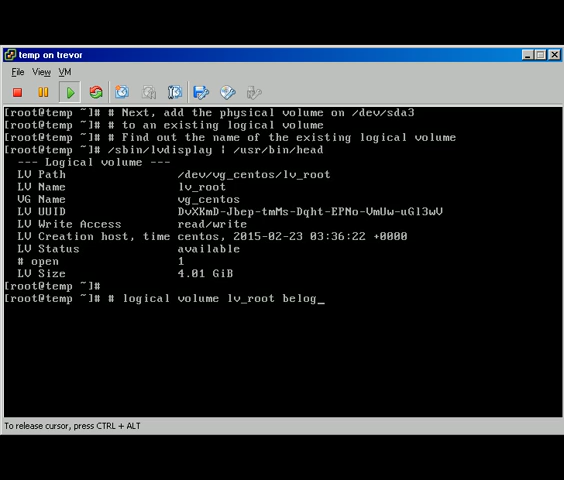 temp on trevor
File View VM
[root@temp ~]# # Next, add the physical volume on /dev/sda3
[root@temp ~]# # to an existing logical volume
[root@temp ~]# # Find out the name of the existing logical volume
[root@temp ~]# /sbin/lvdisplay | /usr/bin/head
--- Logical volume ---
LV Path /dev/vg_centos/lv_root
LV Name lv_root
VG Name vg_centos
LV UUID DvXKmD-Jbep-tmMs-Dqht-EPNo-VmUw-uGl3wV
LV Write Access read/write
LV Creation host, time centos, 2015-02-23 03:36:22 +0000
LV Status available
# open 1
LV Size 4.01 GiB
[root@temp ~]#
[root@temp ~]# # logical volume lv_root belog_
To release cursor, press CTRL + ALT